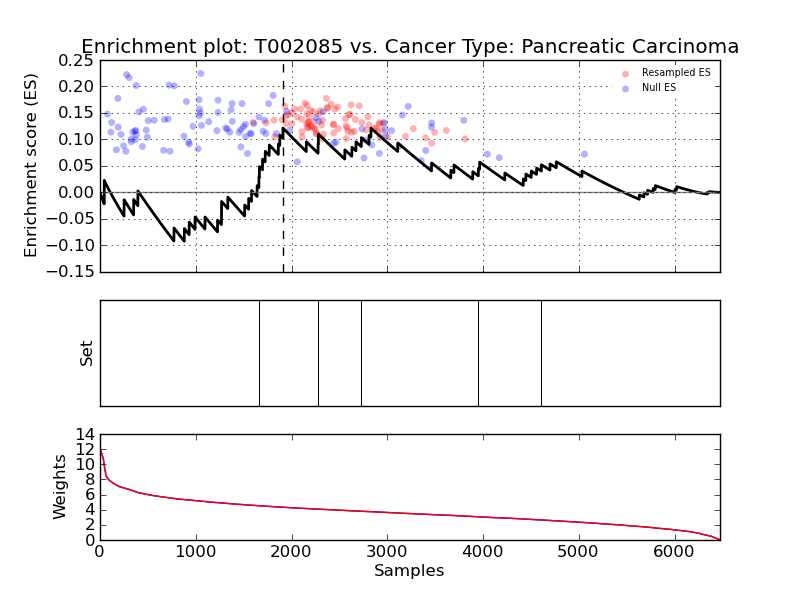 Enrichment plot: T002085 vs. Cancer Type: Pancreatic Carcinoma
Enrichment score (ES)
0.25
0.20
0.15
0.10
0.05
0.00
−0.05
−0.10
−0.15
Resampled ES
Null ES
Set
Weights
14
12
10
8
6
4
2
0
0 1000 2000 3000 4000 5000 6000
Samples